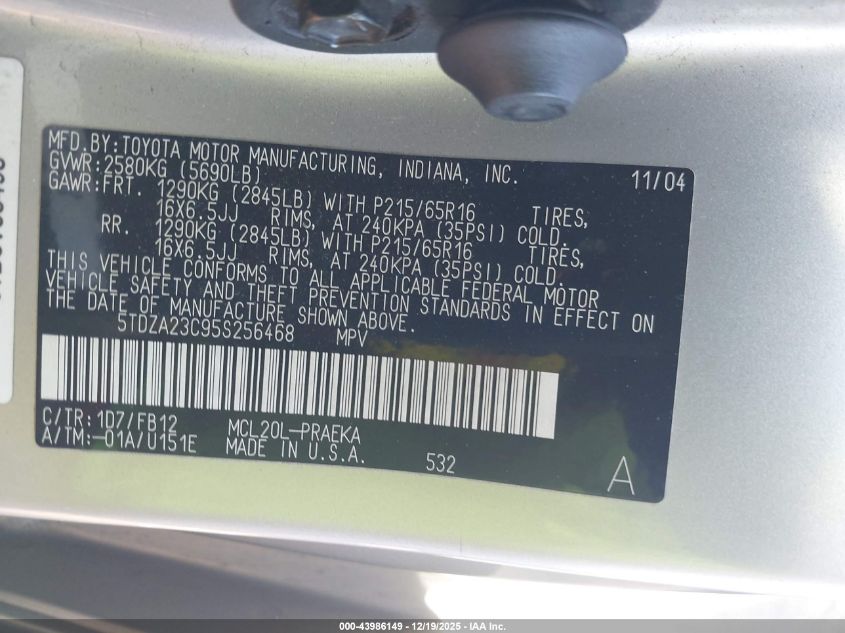 MFD.BY:TOYOTA MOTOR MANUFACTURING, INDIANA, INC. 11/04
GVWR:2580KG (5690LB)
GAWR:FRT. 1290KG (2845LB) WITH P215/65R16 TIRES,
16X6.5JJ RIMS, AT 240KPA (35PSI) COLD.
RR. 1290KG (2845LB) WITH P215/65R16 TIRES,
16X6.5JJ RIMS, AT 240KPA (35PSI) COLD.
THIS VEHICLE CONFORMS TO ALL APPLICABLE FEDERAL MOTOR
VEHICLE SAFETY AND THEFT PREVENTION STANDARDS IN EFFECT ON
THE DATE OF MANUFACTURE SHOWN ABOVE.
5TDZA23C95S256468 MPV
C/TR:1D7/FB12 MCL20L-PRAEKA
A/TM:-01A/U151E MADE IN U.S.A. 532 A
000-43986149 - 12/19/2025 - IAA Inc.